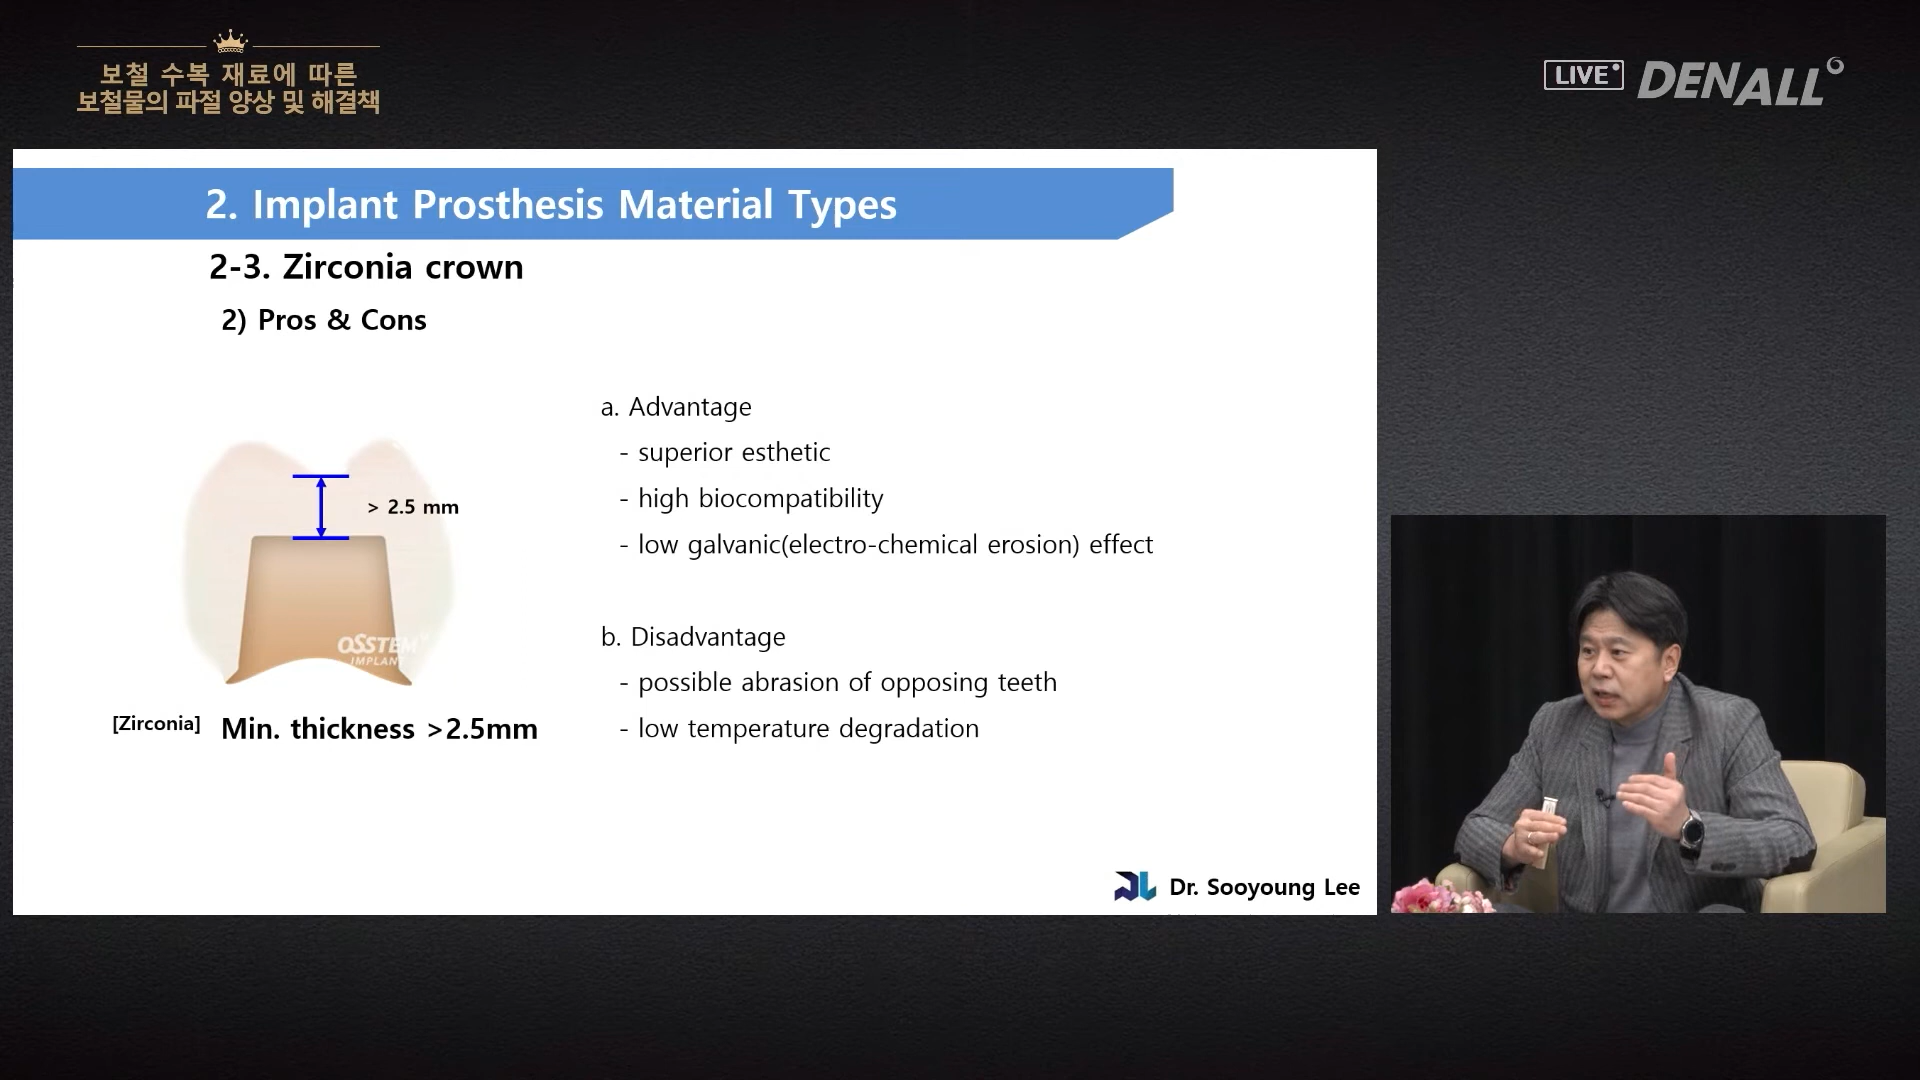 보철 수복 재료에 따른
보철물의 파절 양상 및 해결책
LIVE
DENALL
2. Implant Prosthesis Material Types
2-3. Zirconia crown
2) Pros & Cons
> 2.5 mm
OSSTEM
IMPLANT
[Zirconia] Min. thickness >2.5mm
a. Advantage
- superior esthetic
- high biocompatibility
- low galvanic(electro-chemical erosion) effect
b. Disadvantage
- possible abrasion of opposing teeth
- low temperature degradation
Dr. Sooyoung Lee